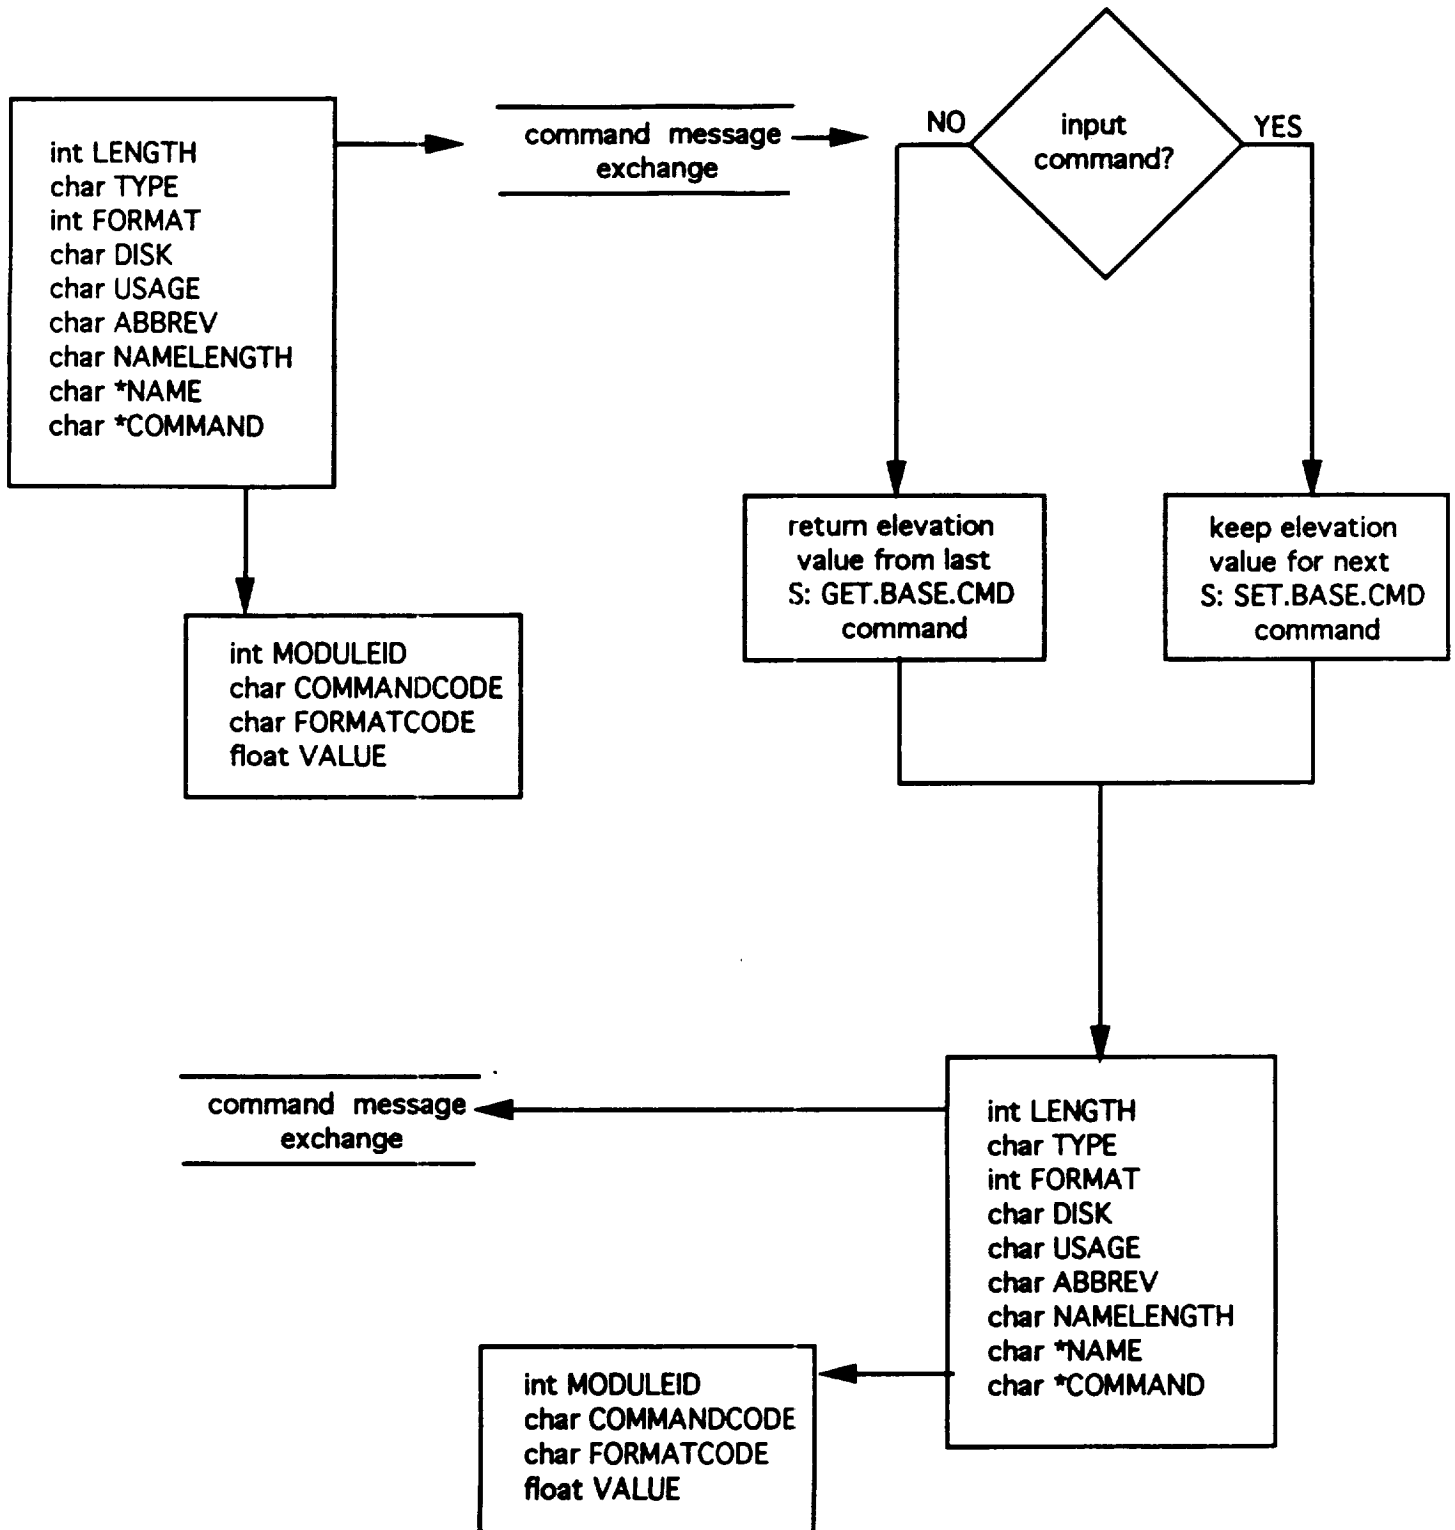 int LENGTH
char TYPE
int FORMAT
char DISK
char USAGE
char ABBREV
char NAMELENGTH
char *NAME
char *COMMAND
command message
exchange
NO
input
command?
YES
int MODULEID
char COMMANDCODE
char FORMATCODE
float VALUE
return elevation
value from last
S: GET.BASE.CMD
command
keep elevation
value for next
S: SET.BASE.CMD
command
command message
exchange
int LENGTH
char TYPE
int FORMAT
char DISK
char USAGE
char ABBREV
char NAMELENGTH
char *NAME
char *COMMAND
int MODULEID
char COMMANDCODE
char FORMATCODE
float VALUE